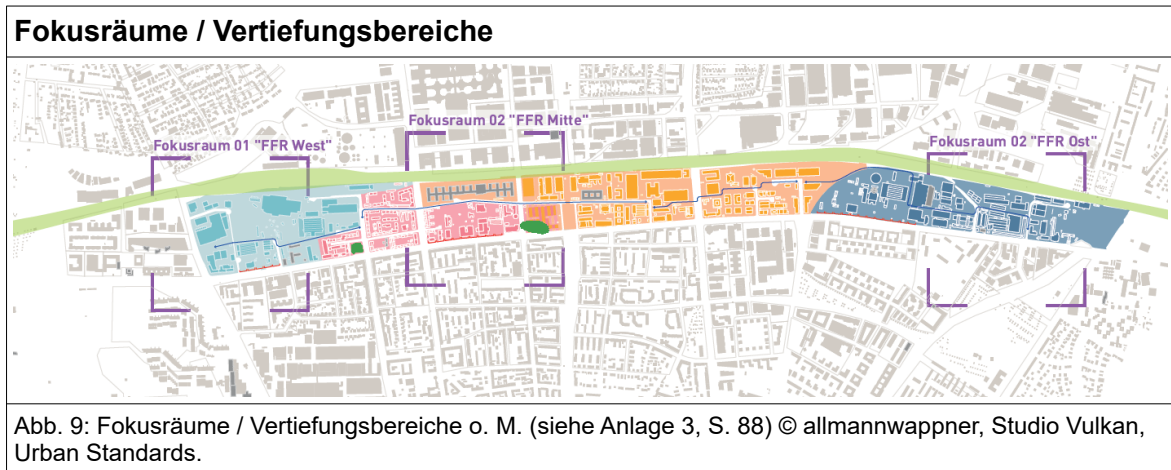 Fokusräume / Vertiefungsbereiche
Fokusraum 01 "FFR West"
Fokusraum 02 "FFR Mitte"
Fokusraum 02 "FFR Ost"
Abb. 9: Fokusräume / Vertiefungsbereiche o. M. (siehe Anlage 3, S. 88) © allmannwappner, Studio Vulkan,
Urban Standards.